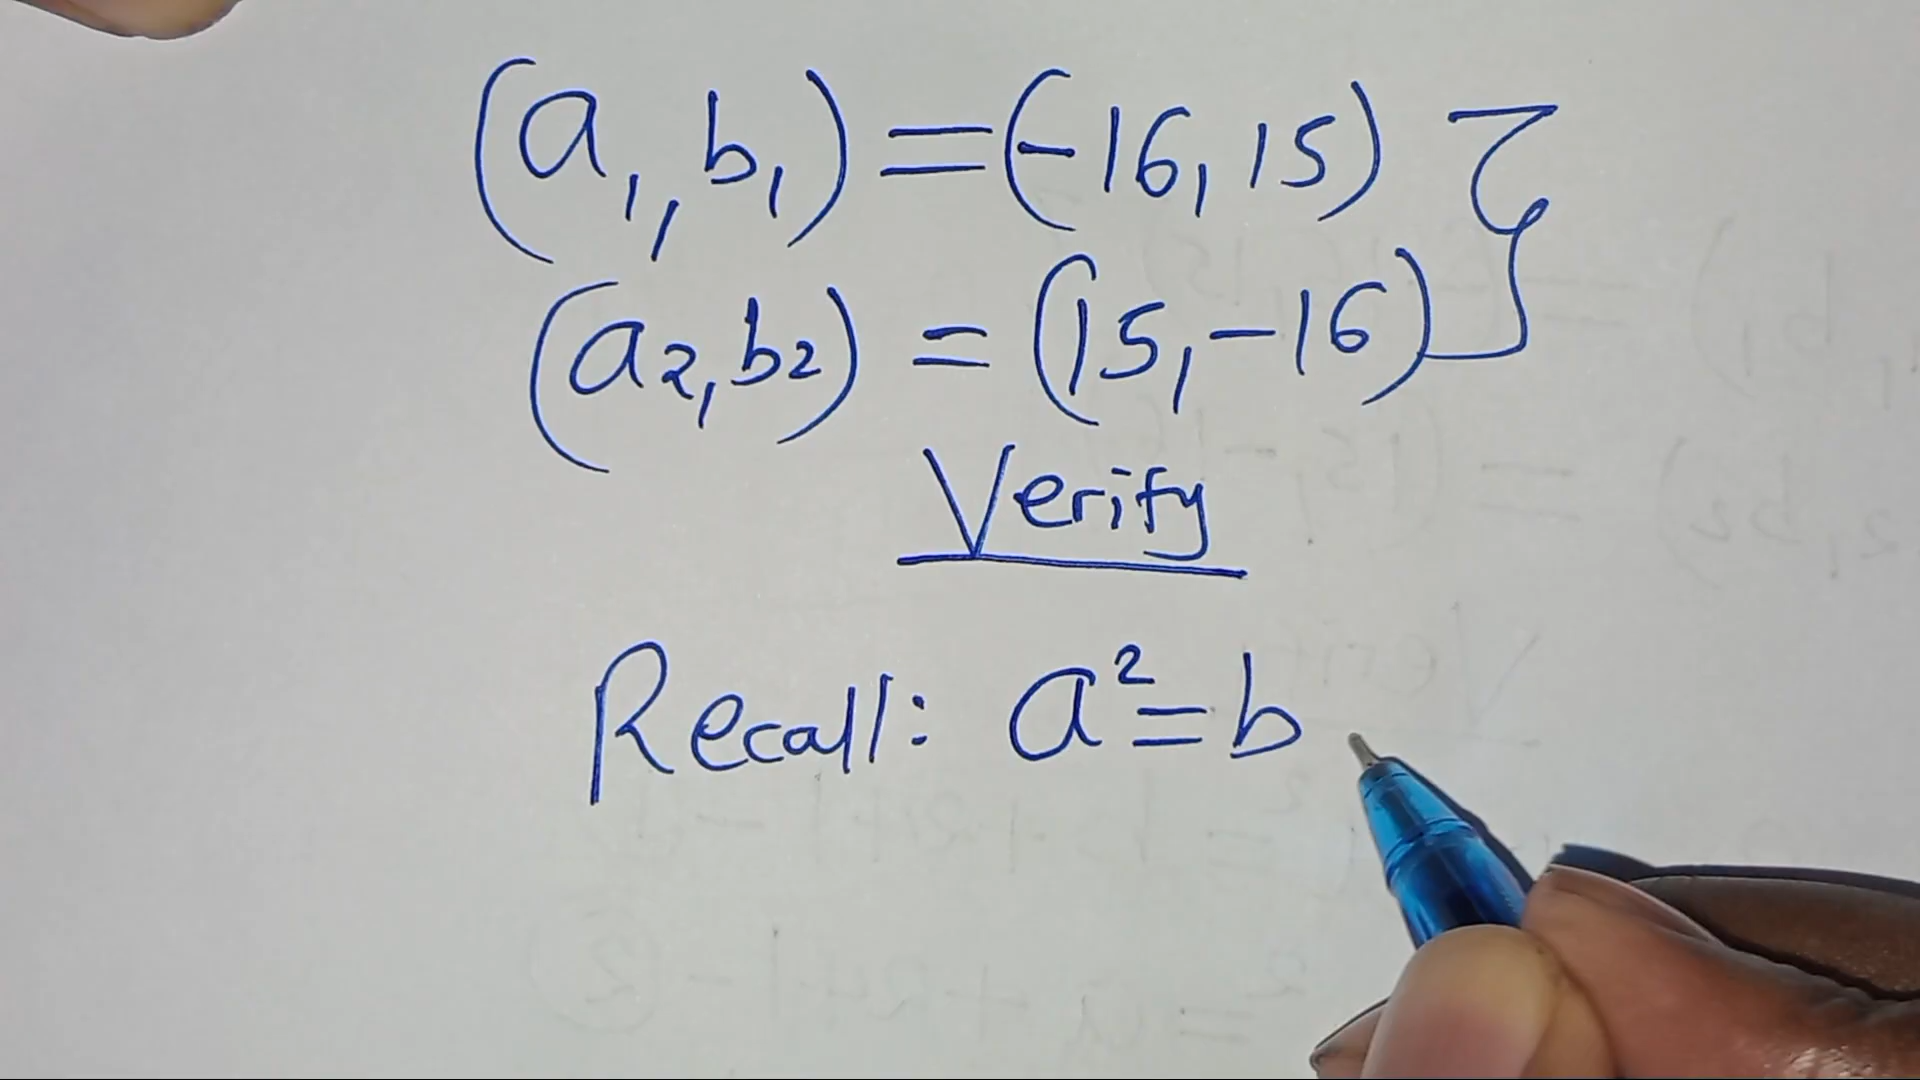 (a₁, b₁) = (-16, 15)
(a₂, b₂) = (15, -16)
Verify
Recall: a² = b